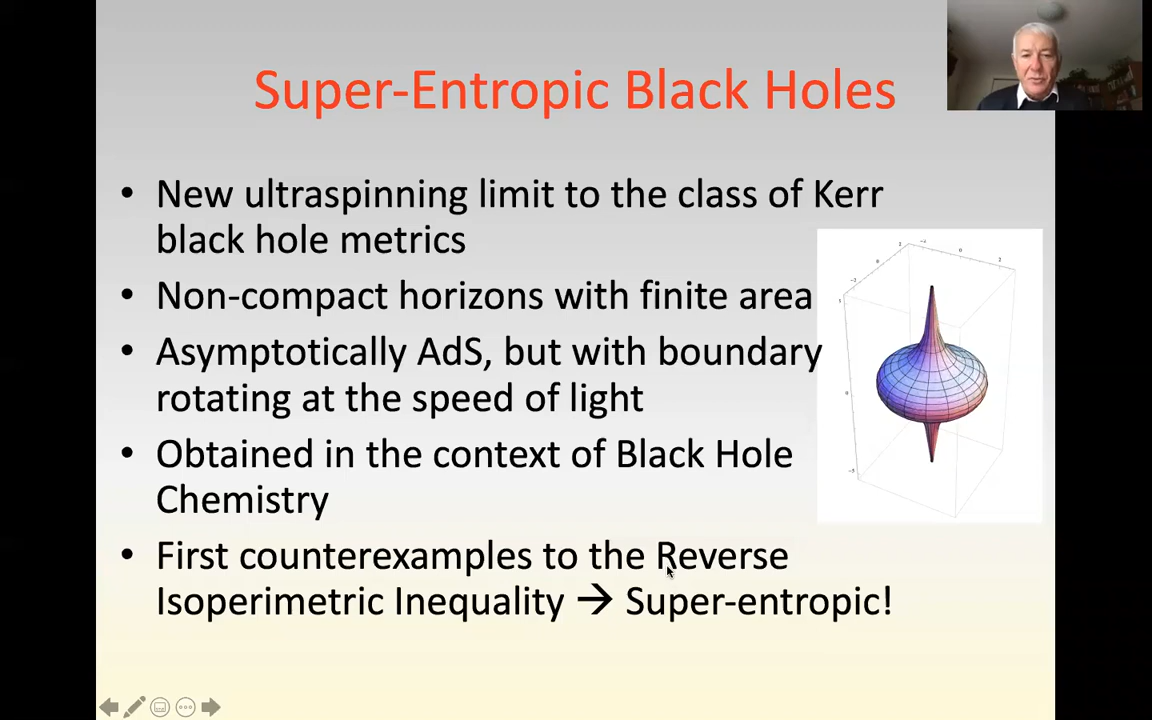 Super-Entropic Black Holes
• New ultraspinning limit to the class of Kerr
black hole metrics
• Non-compact horizons with finite area
• Asymptotically AdS, but with boundary
rotating at the speed of light
• Obtained in the context of Black Hole
Chemistry
• First counterexamples to the Reverse
Isoperimetric Inequality → Super-entropic!